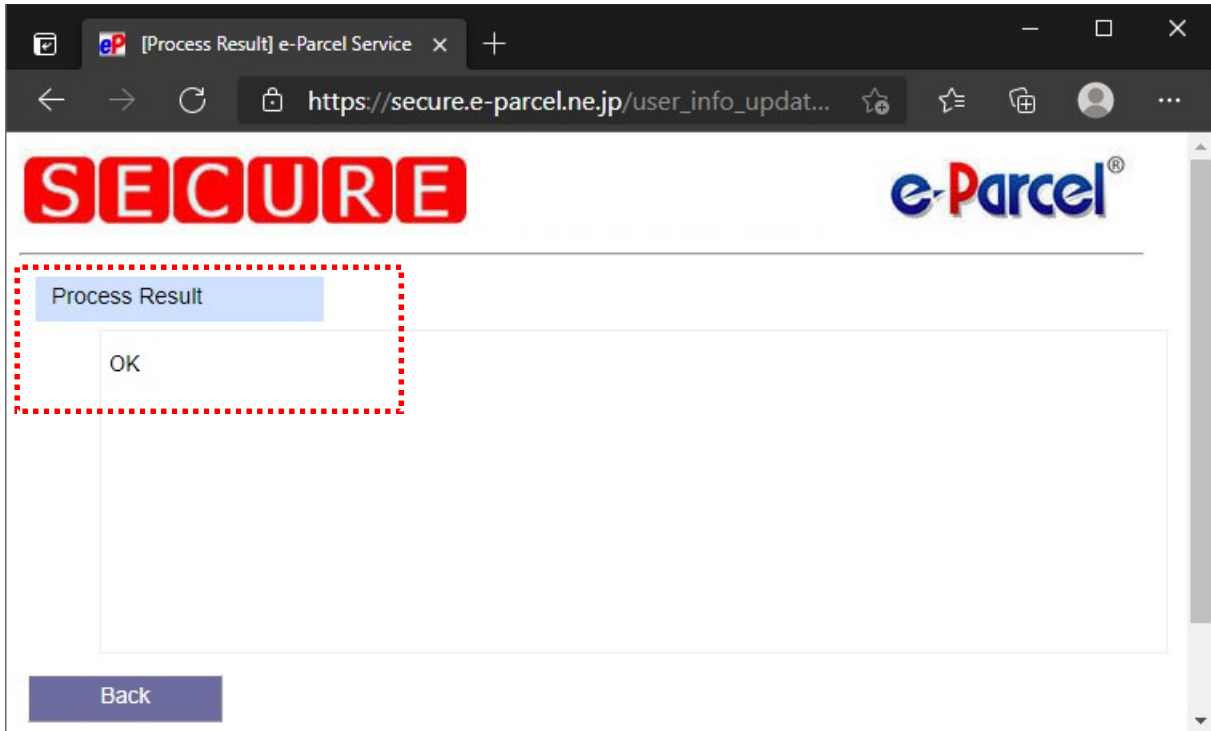 [Process Result] e-Parcel Service
https://secure.e-parcel.ne.jp/user_info_updat...
SECURE
e-Parcel®
Process Result
OK
Back